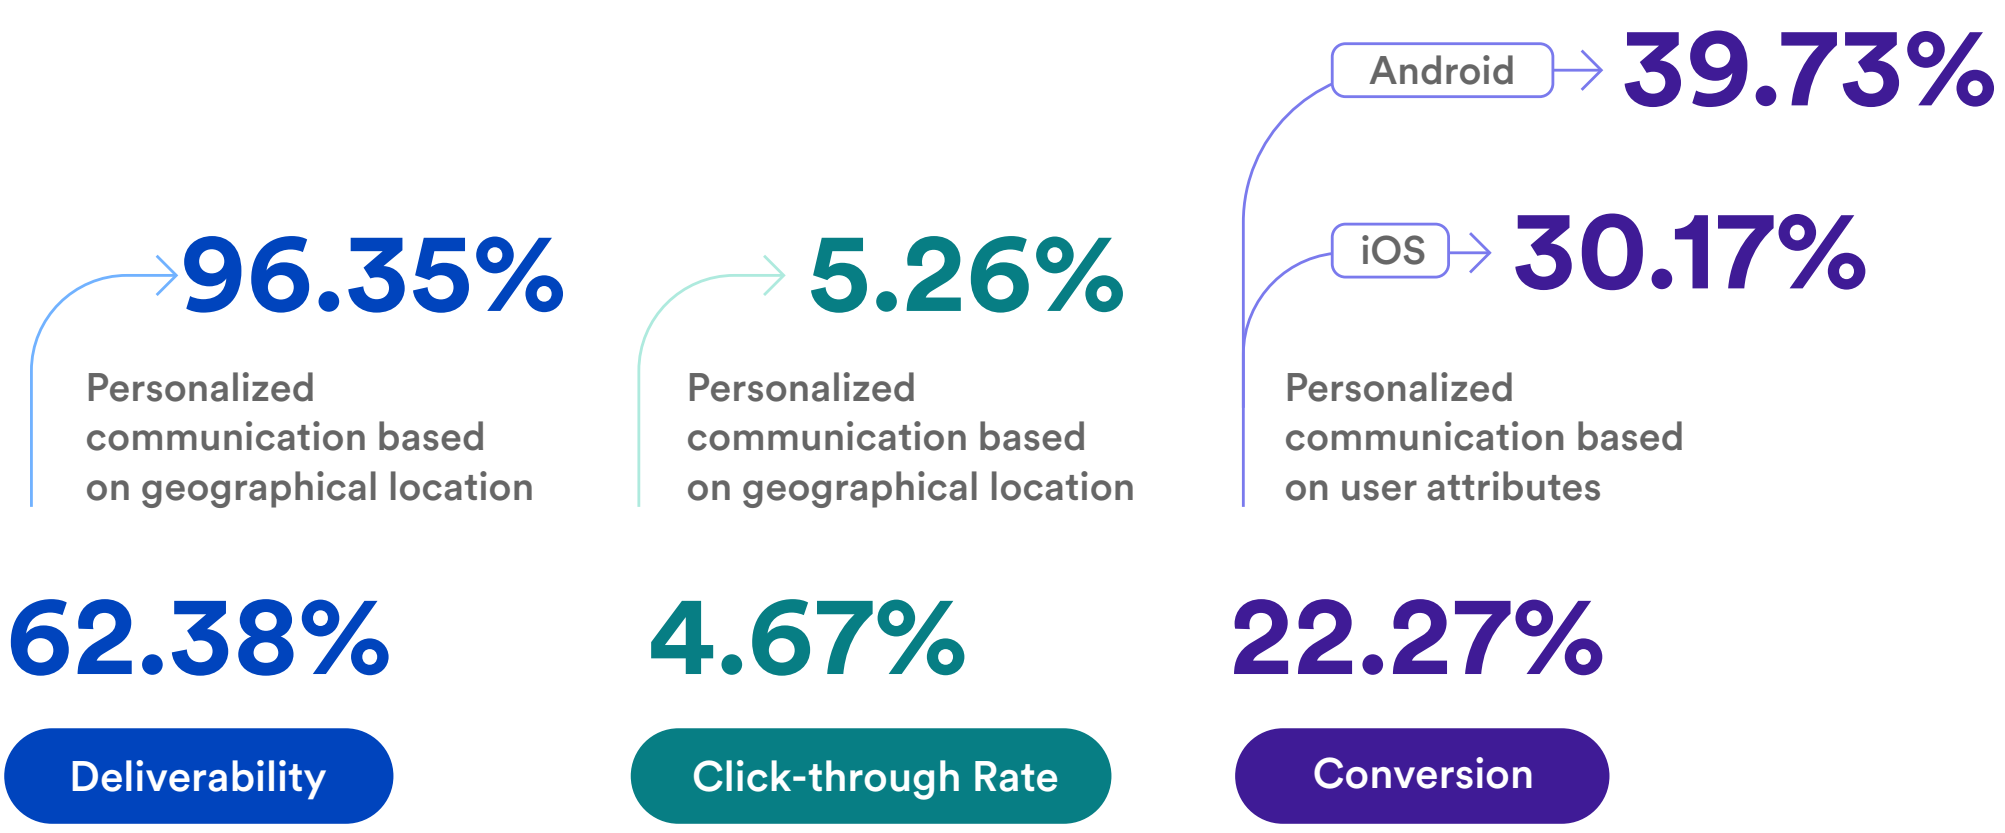 96.35%
Personalized
communication based
on geographical location
62.38%
Deliverability
5.26%
Personalized
communication based
on geographical location
4.67%
Click-through Rate
Android
39.73%
iOS
30.17%
Personalized
communication based
on user attributes
22.27%
Conversion